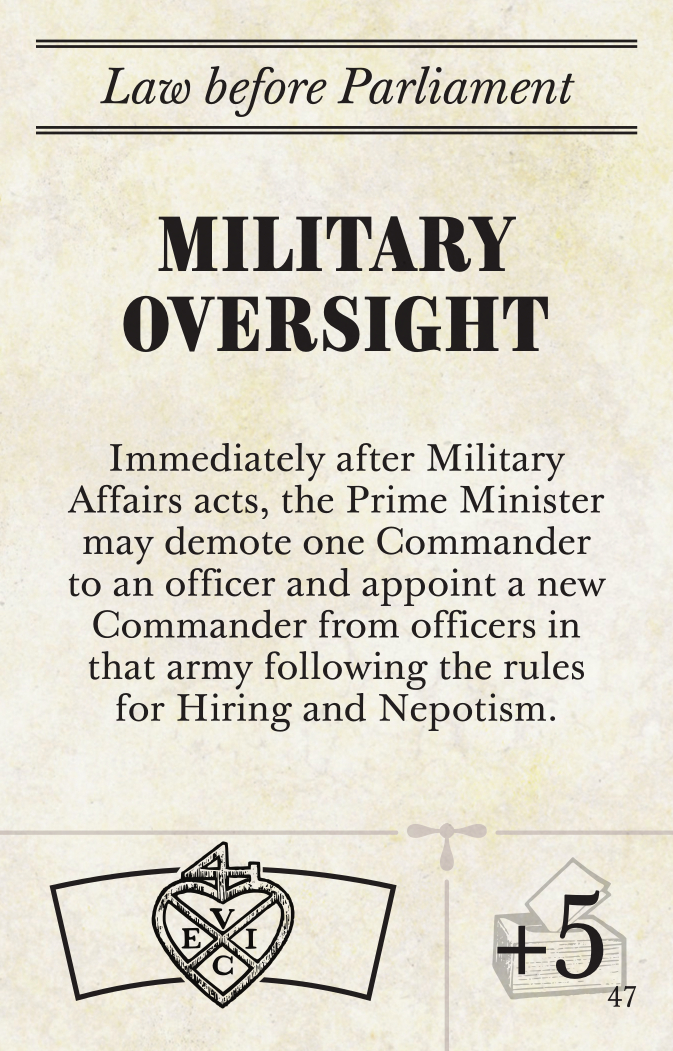 Law before Parliament
MILITARY
OVERSIGHT
Immediately after Military
Affairs acts, the Prime Minister
may demote one Commander
to an officer and appoint a new
Commander from officers in
that army following the rules
for Hiring and Nepotism.
V
E I
C
+5
47